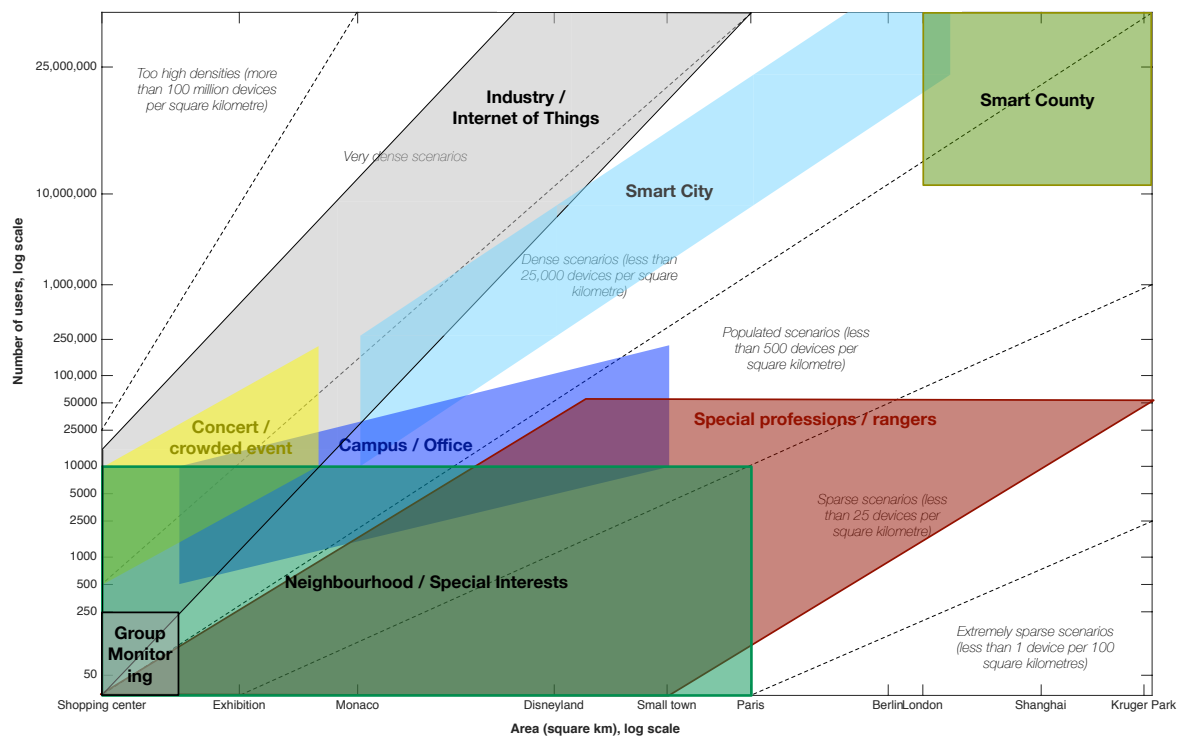 25,000,000
10,000,000
1,000,000
250,000
100,000
50000
25000
10000
5000
2500
1000
500
250
50
Number of users, log scale
Too high densities (more
than 100 million devices
per square kilometre)
Industry /
Internet of Things
Very dense scenarios
Smart County
Smart City
Dense scenarios (less than
25,000 devices per square
kilometre)
Populated scenarios (less
than 500 devices per
square kilometre)
Concert /
crowded event
Campus / Office
Special professions / rangers
Sparse scenarios (less
than 25 devices per
square kilometre)
Neighbourhood / Special Interests
Group
Monitor
ing
Extremely sparse scenarios
(less than 1 device per 100
square kilometres)
Shopping center
Exhibition
Monaco
Disneyland
Small town
Paris
Berlin
London
Shanghai
Kruger Park
Area (square km), log scale